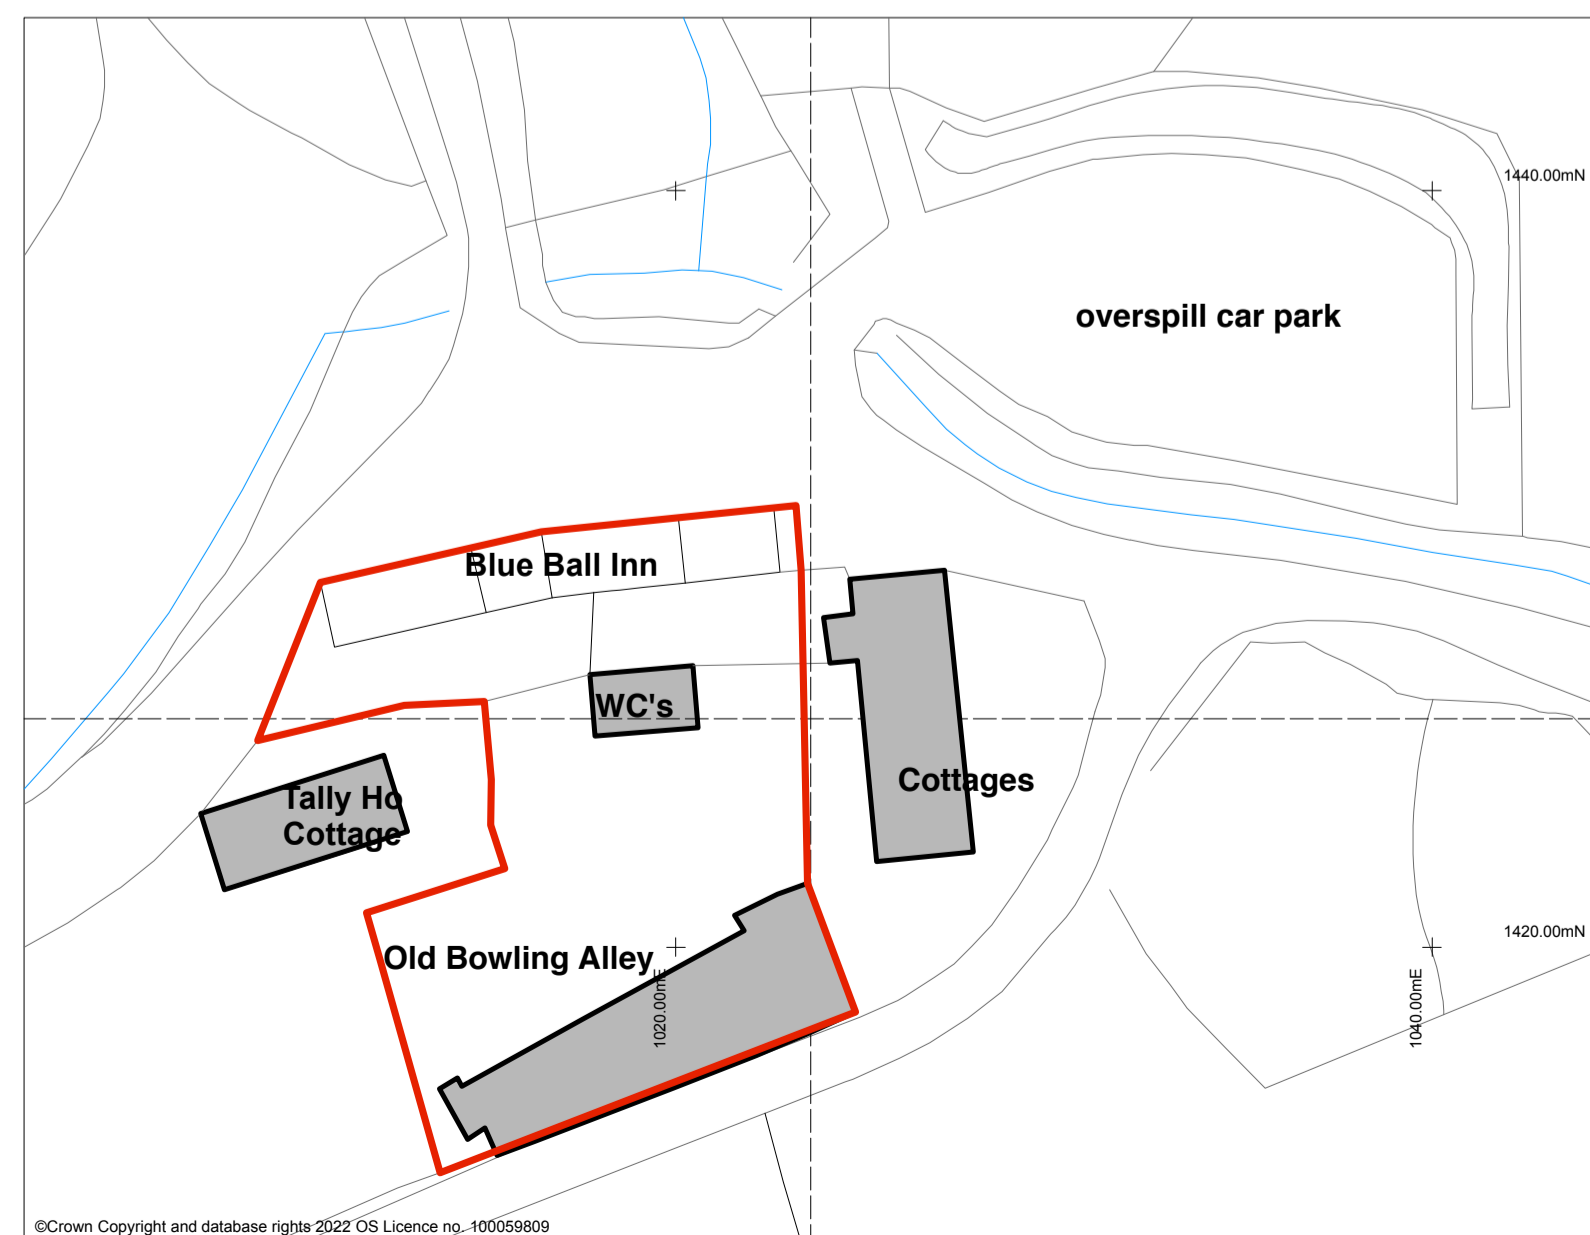 1440.00mN
overspill car park
Blue Ball Inn
WC's
Cottages
Tally Ho
Cottage
Old Bowling Alley
1420.00mN
1020.00mE
1040.00mE
©Crown Copyright and database rights 2022 OS Licence no. 100059809